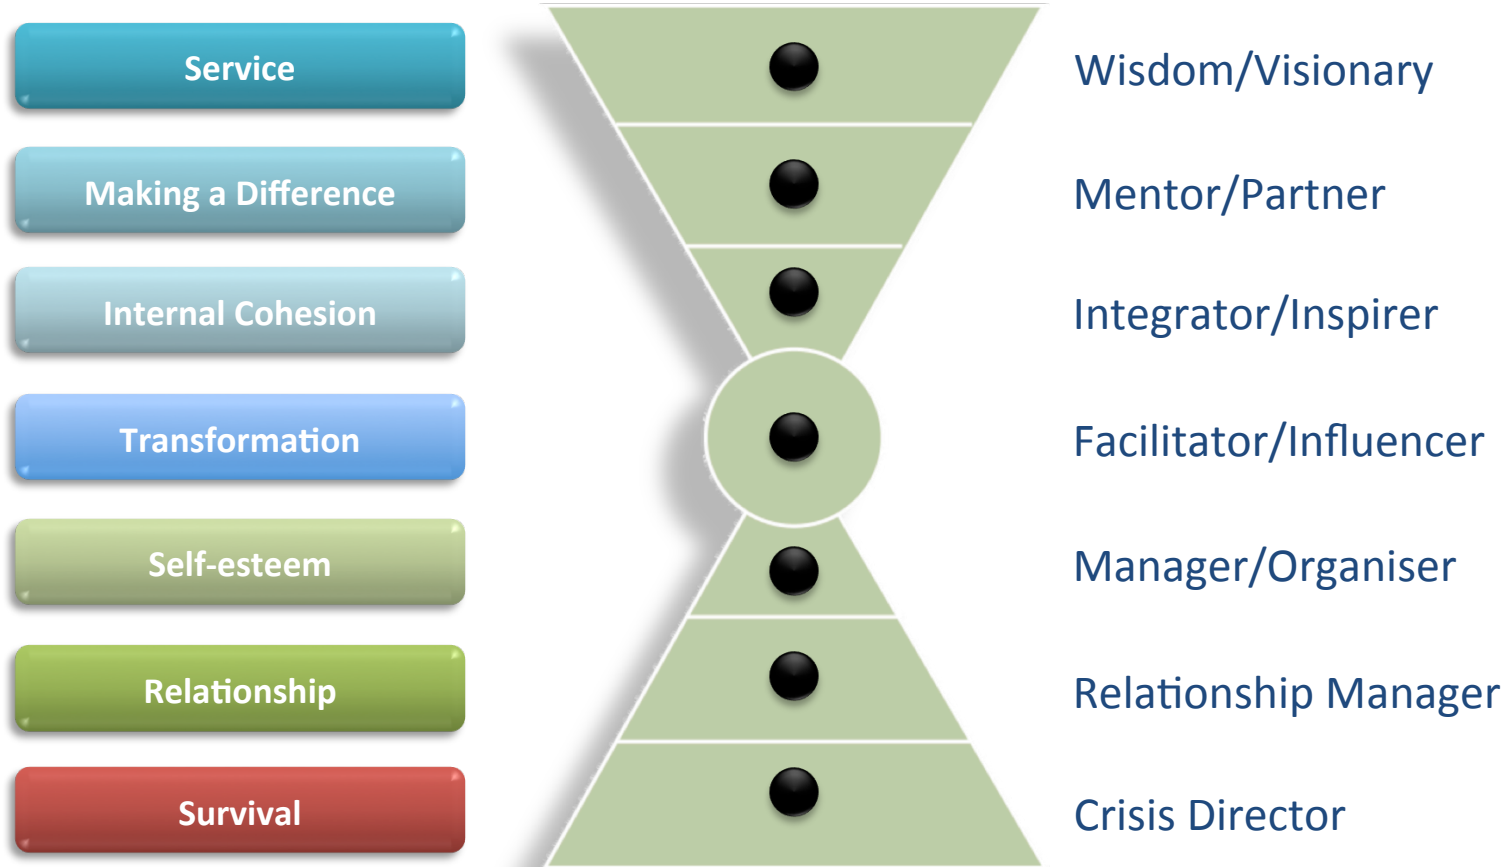 Service
Wisdom/Visionary
Making a Difference
Mentor/Partner
Internal Cohesion
Integrator/Inspirer
Transformation
Facilitator/Influencer
Self-esteem
Manager/Organiser
Relationship
Relationship Manager
Survival
Crisis Director